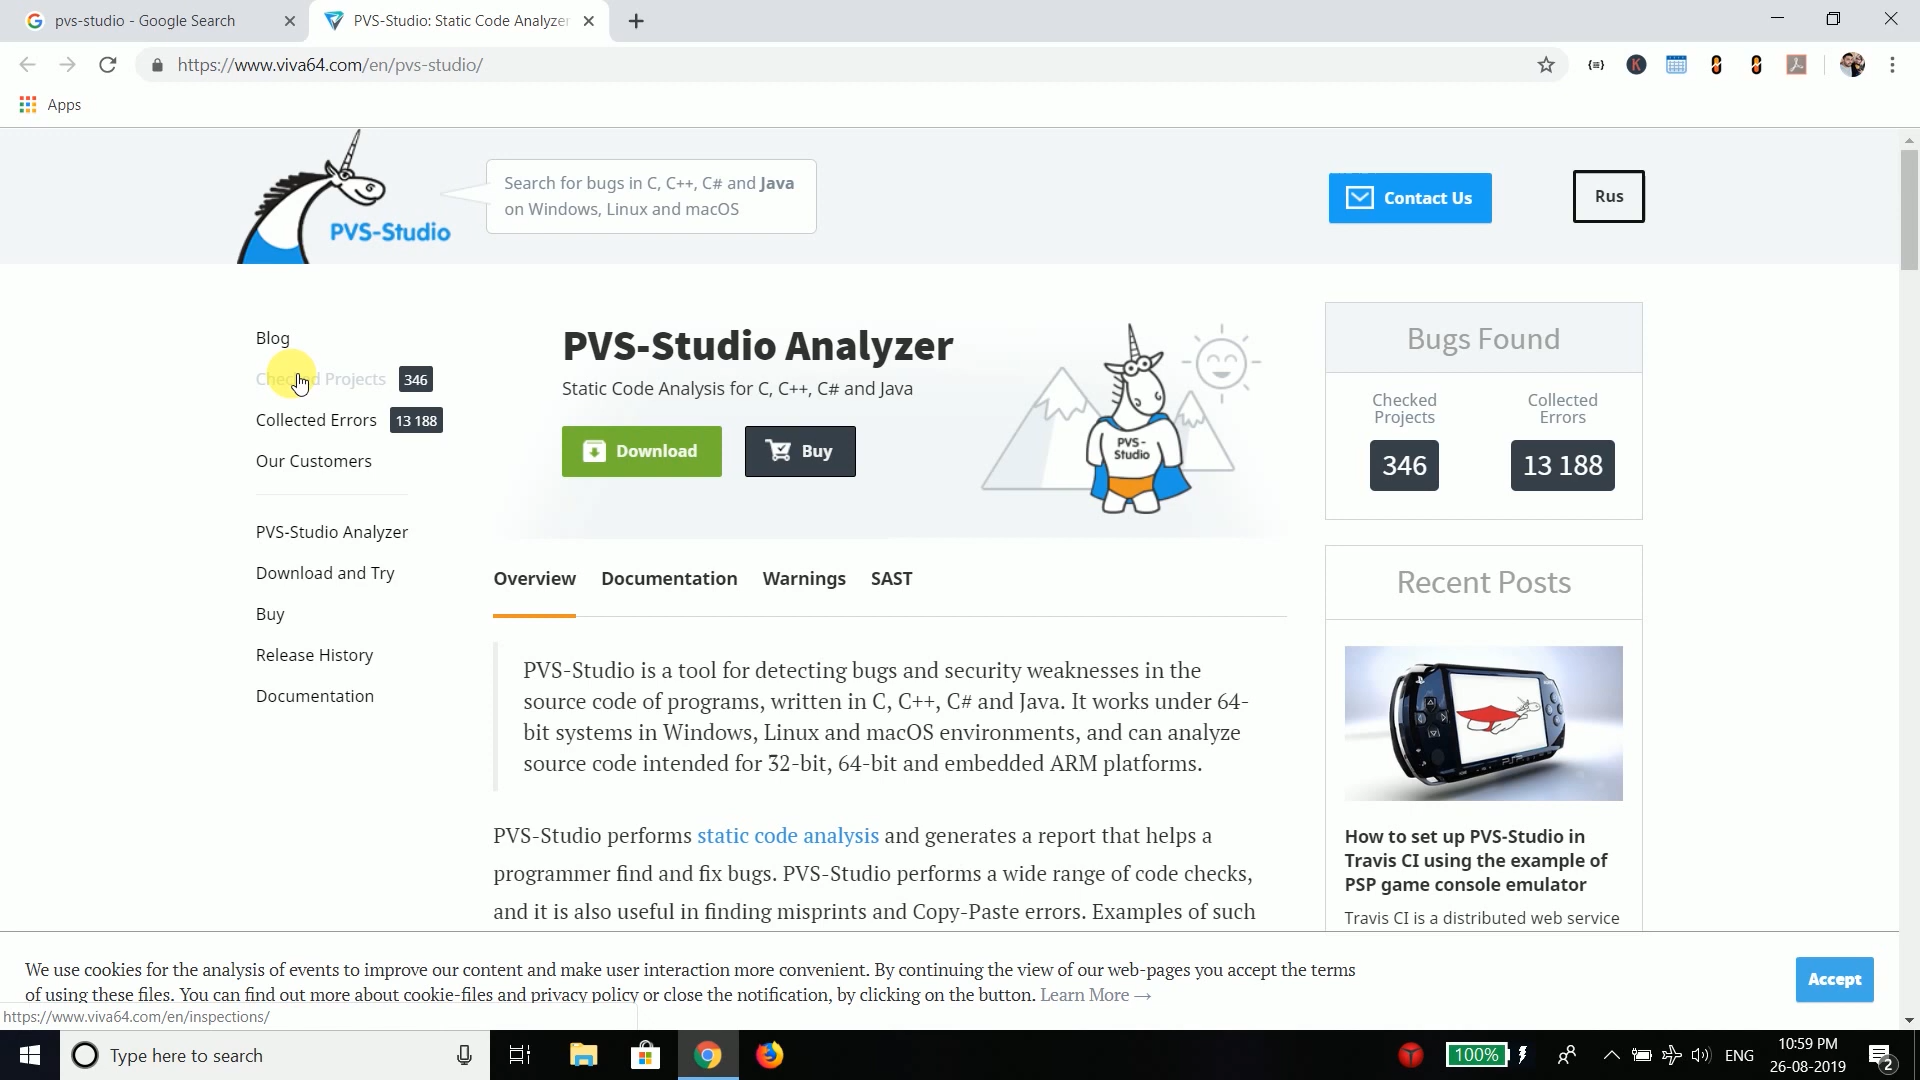 pvs-studio - Google Search
PVS-Studio: Static Code Analyzer
https://www.viva64.com/en/pvs-studio/
Apps
PVS-Studio
Search for bugs in C, C++, C# and Java
on Windows, Linux and macOS
Contact Us
Rus
Blog
Checked Projects 346
Collected Errors 13 188
Our Customers
PVS-Studio Analyzer
Download and Try
Buy
Release History
Documentation
PVS-Studio Analyzer
Static Code Analysis for C, C++, C# and Java
Download
Buy
PVS-
Studio
Overview Documentation Warnings SAST
PVS-Studio is a tool for detecting bugs and security weaknesses in the
source code of programs, written in C, C++, C# and Java. It works under 64-
bit systems in Windows, Linux and macOS environments, and can analyze
source code intended for 32-bit, 64-bit and embedded ARM platforms.
PVS-Studio performs static code analysis and generates a report that helps a
programmer find and fix bugs. PVS-Studio performs a wide range of code checks,
and it is also useful in finding misprints and Copy-Paste errors. Examples of such
Bugs Found
Checked
Projects
346
Collected
Errors
13 188
Recent Posts
How to set up PVS-Studio in
Travis CI using the example of
PSP game console emulator
Travis CI is a distributed web service
We use cookies for the analysis of events to improve our content and make user interaction more convenient. By continuing the view of our web-pages you accept the terms
of using these files. You can find out more about cookie-files and privacy policy or close the notification, by clicking on the button. Learn More →
Accept
https://www.viva64.com/en/inspections/
Type here to search
100%
ENG
10:59 PM
26-08-2019
2